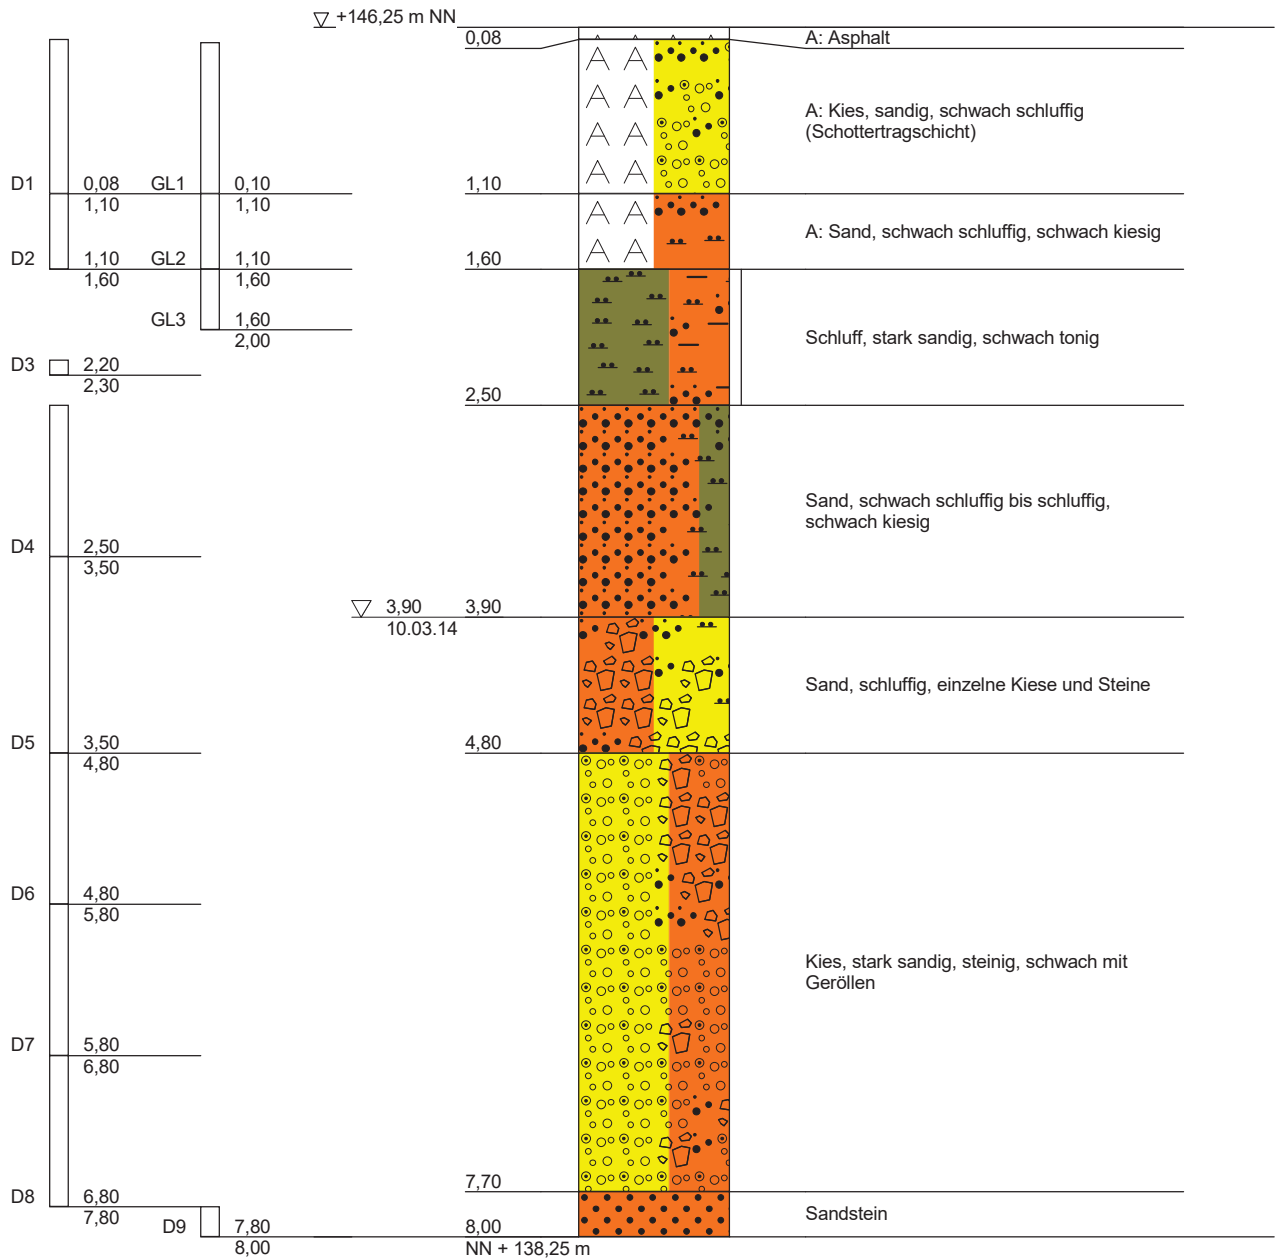 +146,25 m NN
0,08 A: Asphalt
A: Kies, sandig, schwach schluffig
(Schottertragschicht)
D1 0,08 GL1 0,10 1,10
1,10 1,10
A: Sand, schwach schluffig, schwach kiesig
D2 1,10 GL2 1,10 1,60
1,60 1,60
GL3 1,60
2,00
Schluff, stark sandig, schwach tonig
D3 2,20
2,30
2,50
Sand, schwach schluffig bis schluffig,
schwach kiesig
D4 2,50
3,50
3,90 3,90
10.03.14
Sand, schluffig, einzelne Kiese und Steine
D5 3,50 4,80
4,80
D6 4,80
5,80
Kies, stark sandig, steinig, schwach mit
Geröllen
D7 5,80
6,80
7,70
D8 6,80
7,80
Sandstein
D9 7,80 8,00
8,00 NN + 138,25 m